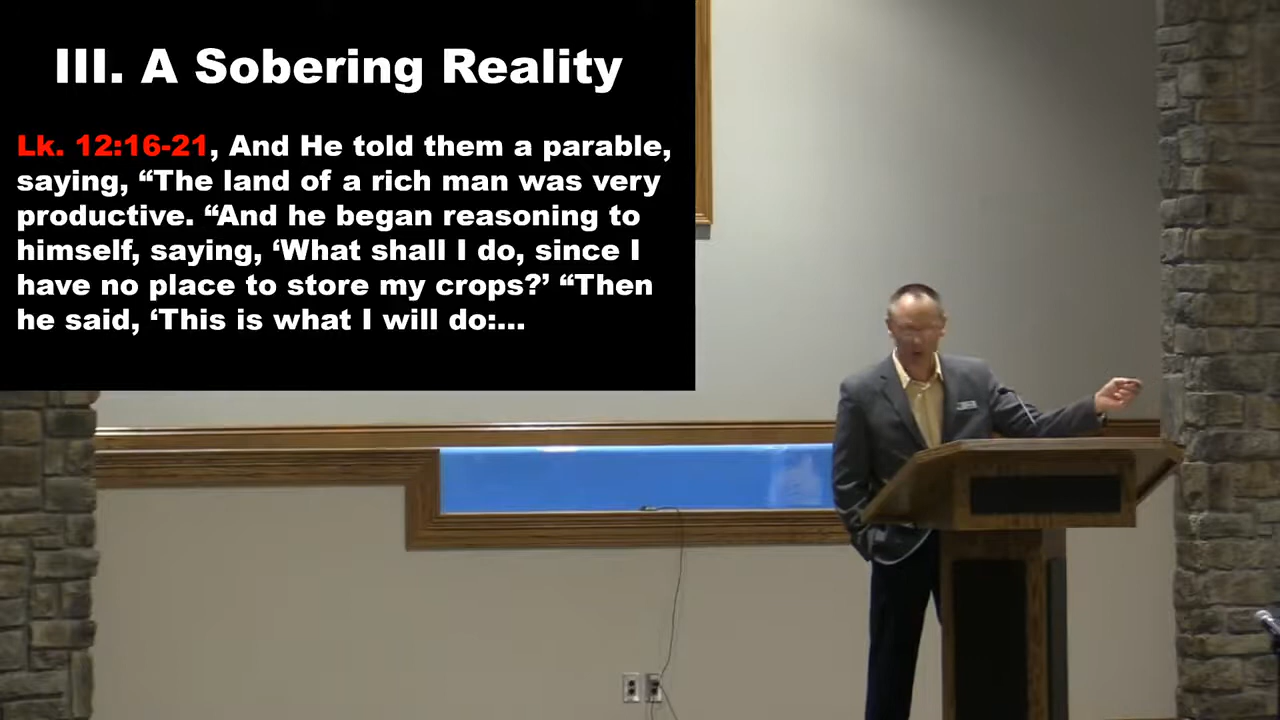 III. A Sobering Reality
Lk. 12:16-21, And He told them a parable,
saying, “The land of a rich man was very
productive. “And he began reasoning to
himself, saying, ‘What shall I do, since I
have no place to store my crops?’ “Then
he said, ‘This is what I will do:...